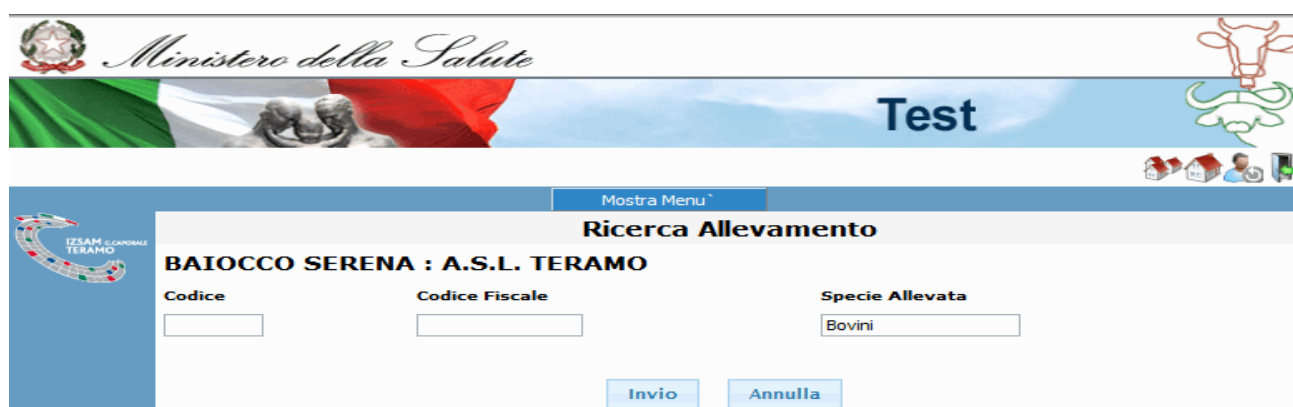 Ministero della Salute
Test
Mostra Menu`
IZSAM G.CAPORALE
TERAMO
Ricerca Allevamento
BAIOCCO SERENA : A.S.L. TERAMO
Codice Codice Fiscale Specie Allevata
Bovini
Invio Annulla